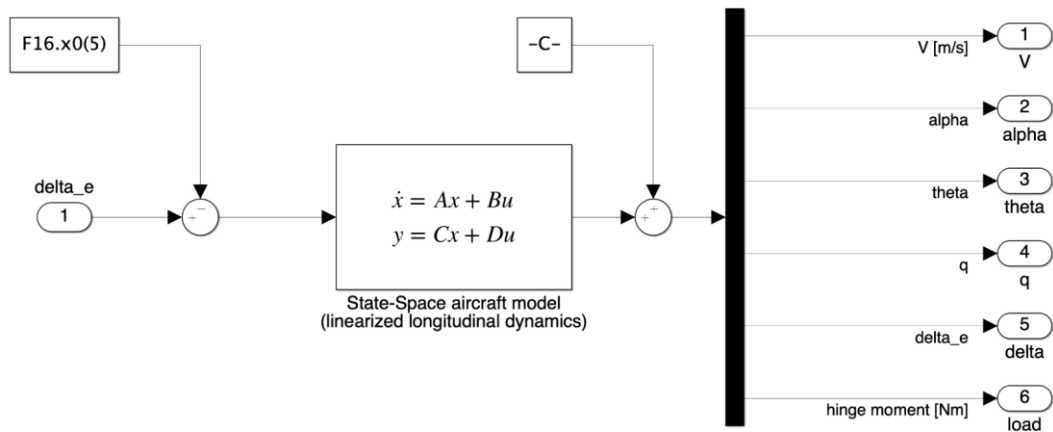 F16.x0(5)
-C-
1
V [m/s]
V
2
alpha
alpha
delta_e
1
+ −
ẋ = Ax + Bu
y = Cx + Du
+ +
3
theta
theta
4
q
q
State-Space aircraft model
(linearized longitudinal dynamics)
5
delta_e
delta
6
hinge moment [Nm]
load